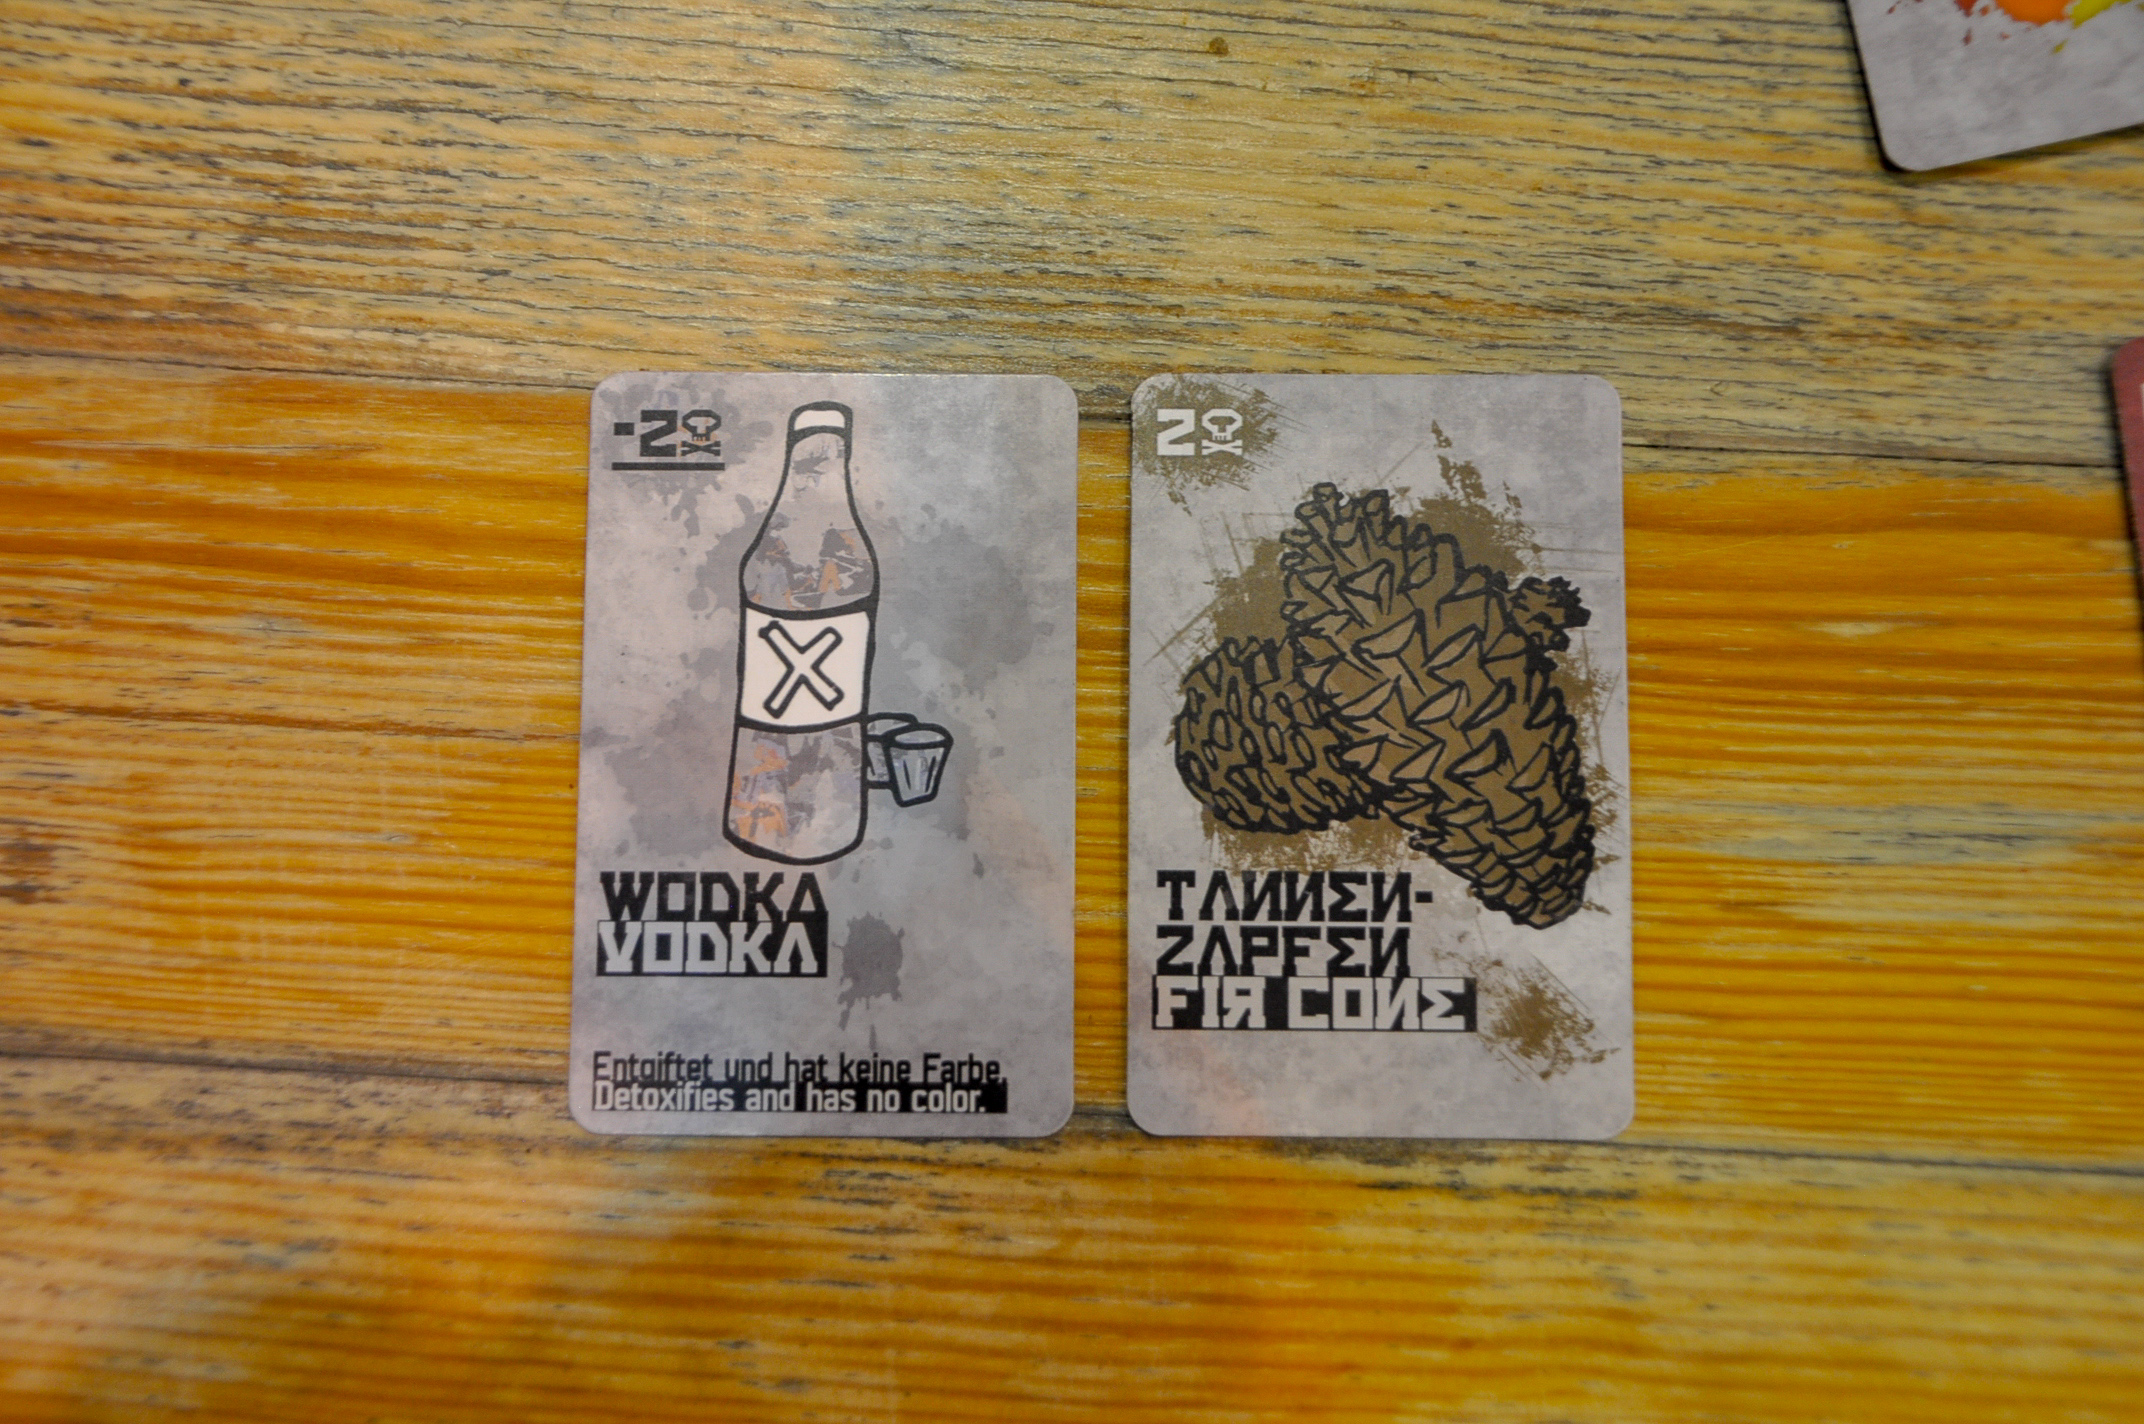 -2
WODKA
VODKA
Entgiftet und hat keine Farbe.
Detoxifies and has no color.
2
TANNEN-
ZAPFEN
FIR CONE